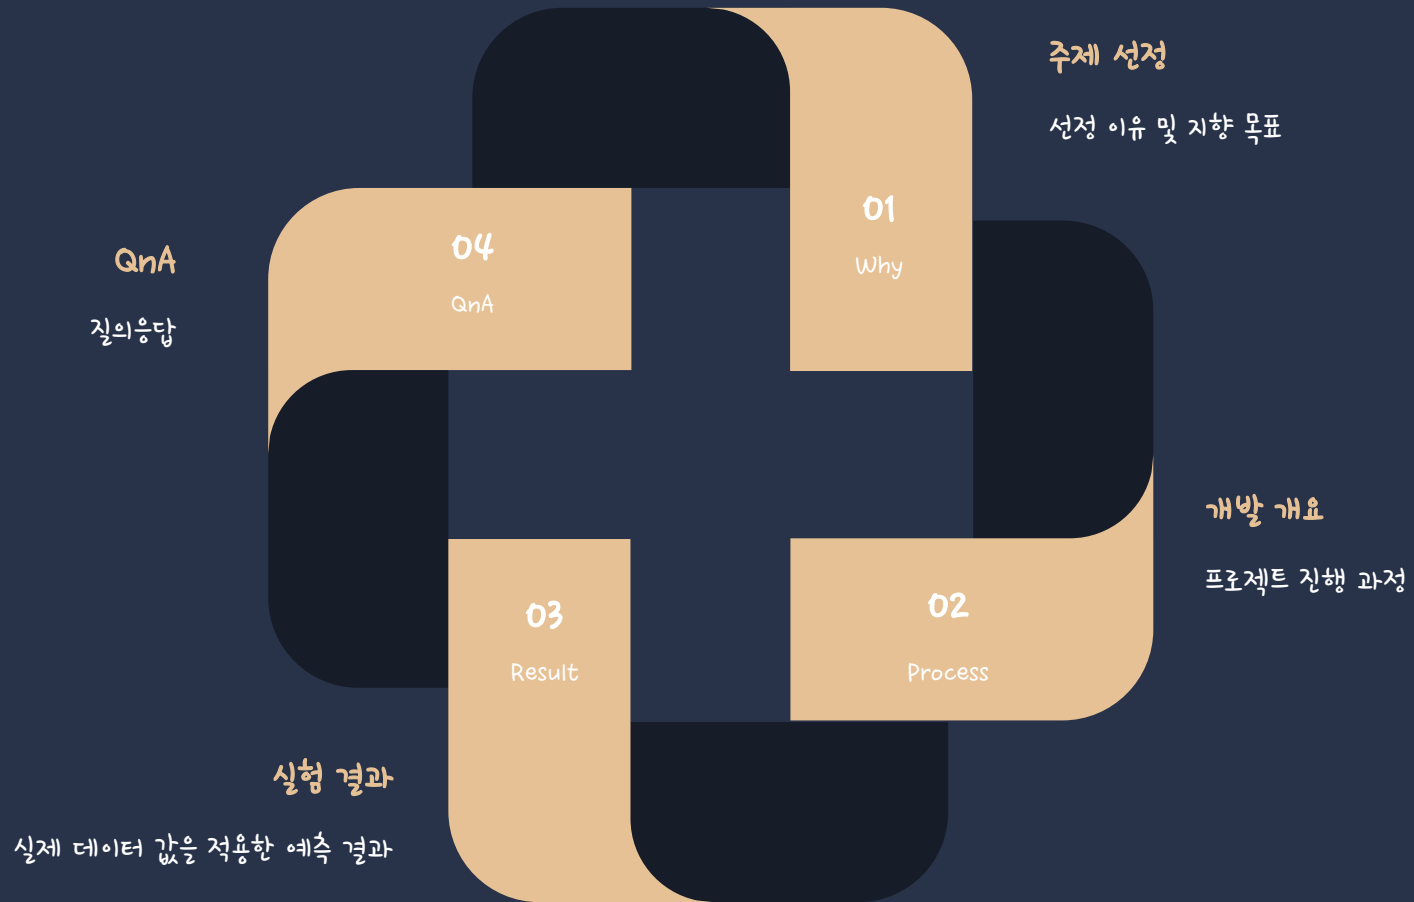 주제 선정
선정 이유 및 지향 목표
01
Why
개발 개요
프로젝트 진행 과정
02
Process
03
Result
실험 결과
실제 데이터 값을 적용한 예측 결과
04
QnA
QnA
질의응답